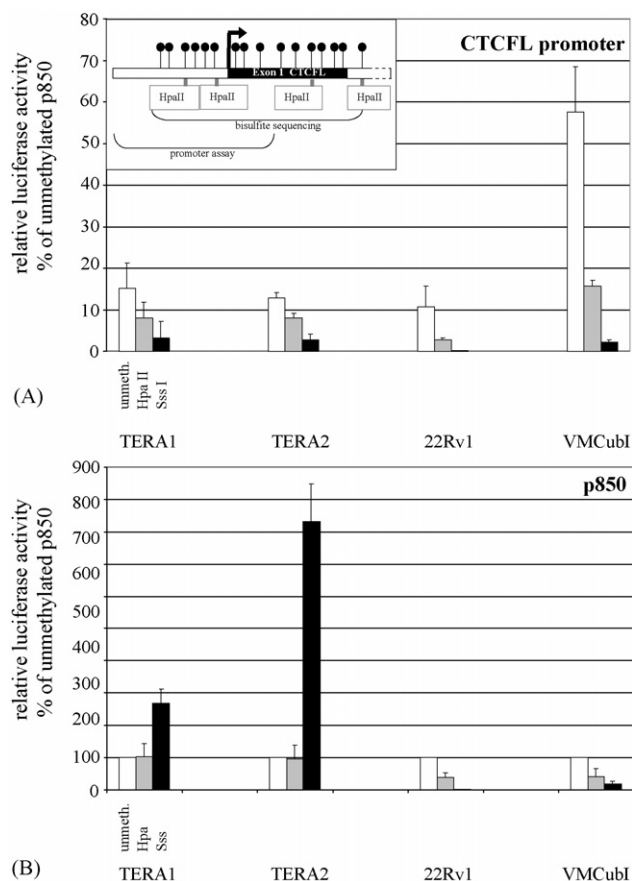 CTCFL promoter
80
70
60
50
40
30
20
10
0
relative luciferase activity
% of unmethylated p850
Exon 1 CTCFL
HpaII
HpaII
HpaII
HpaII
bisulfite sequencing
promoter assay
unmeth.
Hpa II
Sss I
(A)
TERA1
TERA2
22Rv1
VMCubI
p850
900
800
700
600
500
400
300
200
100
0
relative luciferase activity
% of unmethylated p850
unmeth.
Hpa
Sss
(B)
TERA1
TERA2
22Rv1
VMCubI